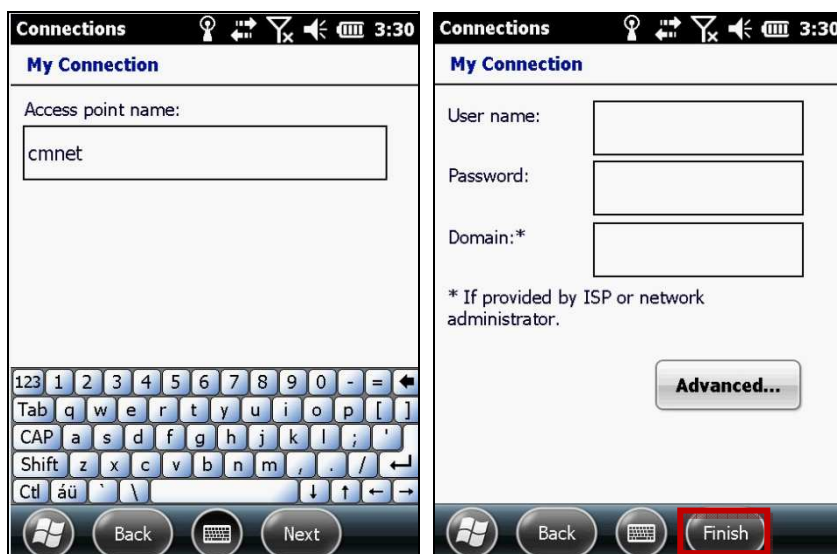 Connections 3:30
My Connection
Access point name:
cmnet
123 1 2 3 4 5 6 7 8 9 0 - =
Tab q w e r t y u i o p [ ]
CAP a s d f g h j k l ; '
Shift z x c v b n m , . /
Ctl áü ` \
Back Next
Connections 3:30
My Connection
User name:
Password:
Domain:*
* If provided by ISP or network
administrator.
Advanced...
Back Finish